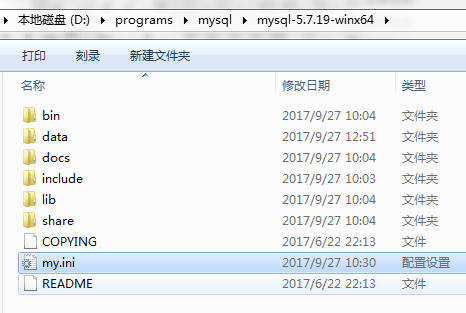 本地磁盘 (D:) ▸ programs ▸ mysql ▸ mysql-5.7.19-winx64 ▸
打印 刻录 新建文件夹
名称 修改日期 类型
bin 2017/9/27 10:04 文件夹
data 2017/9/27 12:51 文件夹
docs 2017/9/27 10:04 文件夹
include 2017/9/27 10:03 文件夹
lib 2017/9/27 10:04 文件夹
share 2017/9/27 10:04 文件夹
COPYING 2017/6/22 22:13 文件
my.ini 2017/9/27 10:30 配置设置
README 2017/6/22 22:13 文件